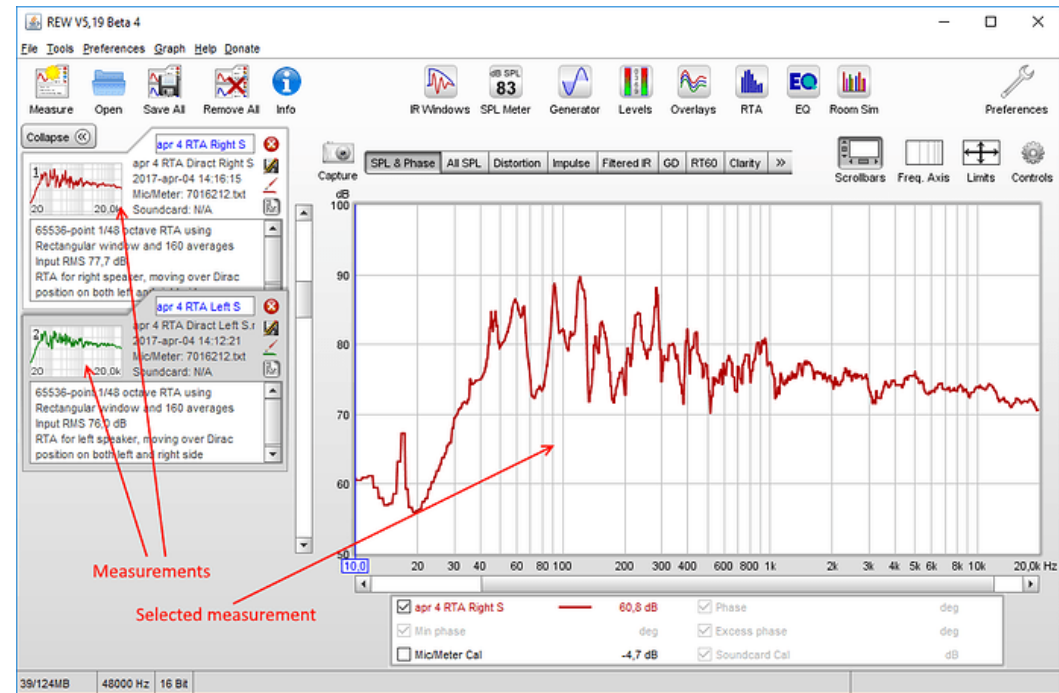 REW V5,19 Beta 4
File Tools Preferences Graph Help Donate
dB SPL
83
EQ
Measure Open Save All Remove All Info IR Windows SPL Meter Generator Levels Overlays RTA EQ Room Sim Preferences
Collapse
apr 4 RTA Right S
1
apr 4 RTA Diract Right S
2017-apr-04 14:16:15
Mic/Meter: 7016212.txt
20 20,0k Soundcard: N/A
65536-point 1/48 octave RTA using
Rectangular window and 160 averages
Input RMS 77,7 dB
RTA for right speaker, moving over Dirac
position on both left and right side
apr 4 RTA Left S
2
apr 4 RTA Direct Left S.r
2017-apr-04 14:12:21
Mic/Meter: 7016212.txt
20 20,0k Soundcard: N/A
65536-point 1/48 octave RTA using
Rectangular window and 160 averages
Input RMS 76,0 dB
RTA for left speaker, moving over Dirac
position on both left and right side
Measurements
Selected measurement
Capture
SPL & Phase All SPL Distortion Impulse Filtered IR GD RT60 Clarity »
Scrollbars Freq. Axis Limits Controls
dB
100
90
80
70
60
50
10,0 20 30 40 60 80 100 200 300 400 600 800 1k 2k 3k 4k 5k 6k 8k 10k 20,0k Hz
apr 4 RTA Right S 60,8 dB Phase deg
Min phase deg Excess phase deg
Mic/Meter Cal -4,7 dB Soundcard Cal dB
39/124MB 48000 Hz 16 Bit